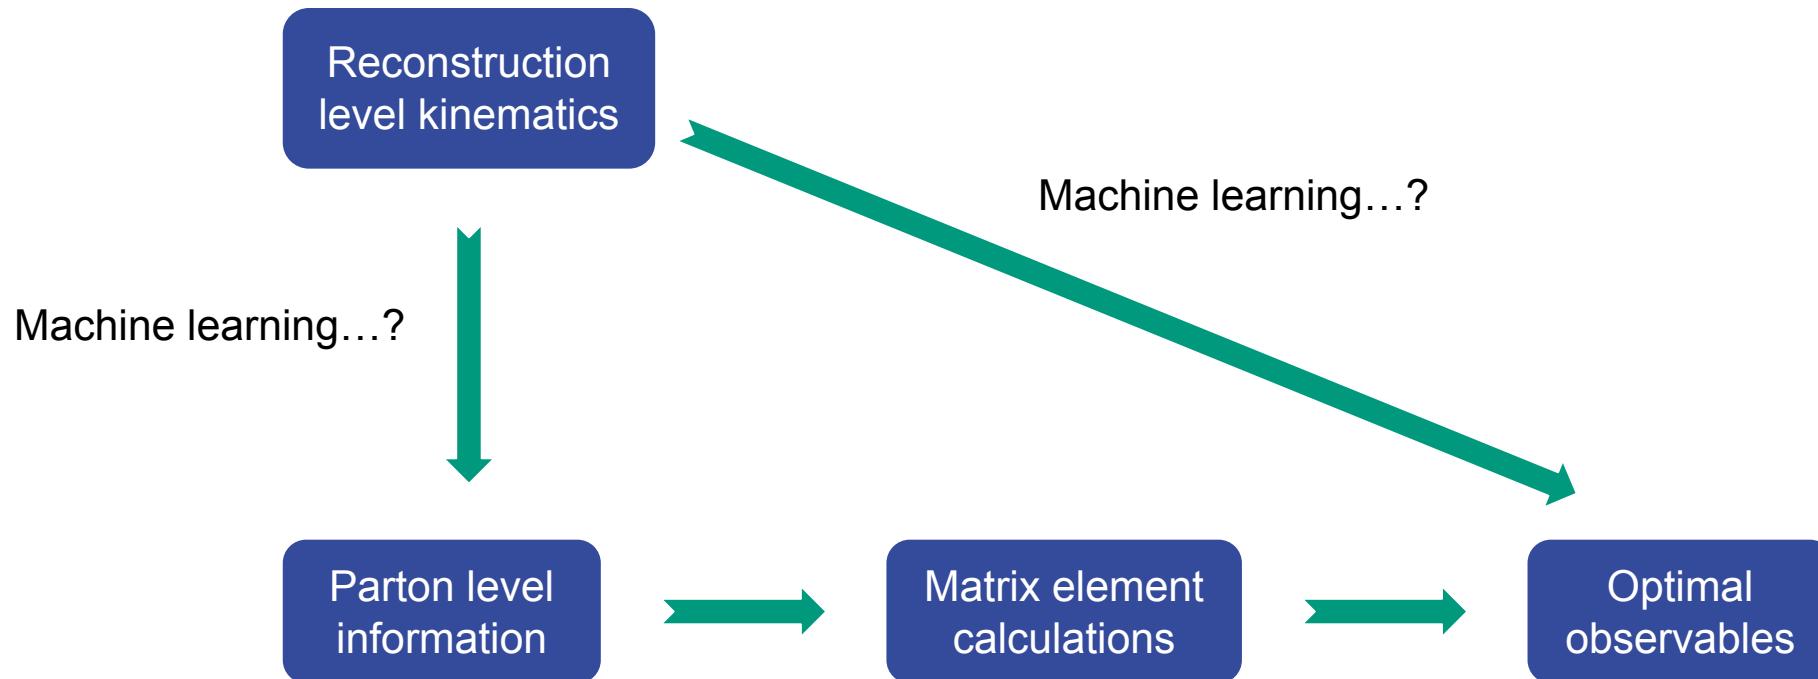 Reconstruction
level kinematics
Machine learning…?
Machine learning…?
Parton level
information
Matrix element
calculations
Optimal
observables